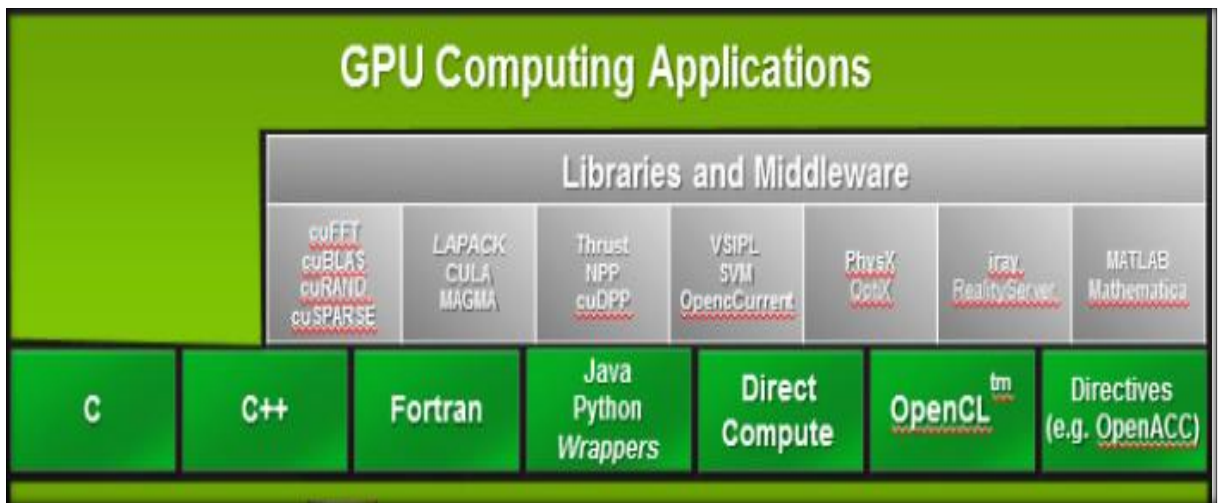 GPU Computing Applications
Libraries and Middleware
cuFFT
cuBLAS
cuRAND
cuSPARSE
LAPACK
CULA
MAGMA
Thrust
NPP
cuDPP
VSIPL
SVM
OpencCurrent
PhysX
OptiX
iray
RealityServer
MATLAB
Mathematica
C
C++
Fortran
Java
Python
Wrappers
Direct
Compute
OpenCL tm
Directives
(e.g. OpenACC)